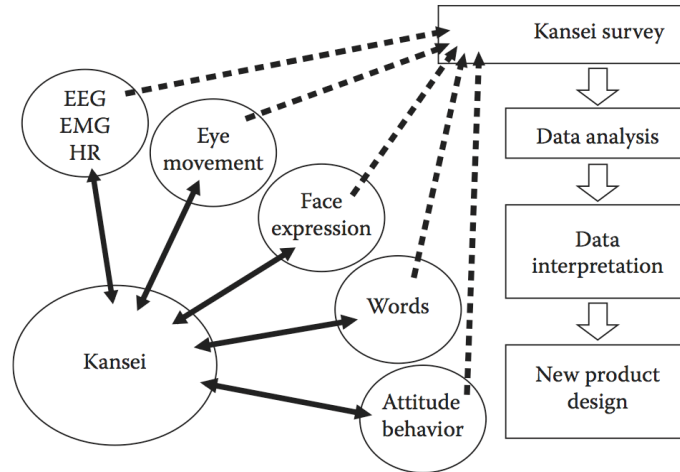 Kansei survey
EEG
EMG
HR
Eye
movement
Data analysis
Face
expression
Data
interpretation
Words
Kansei
New product
design
Attitude
behavior